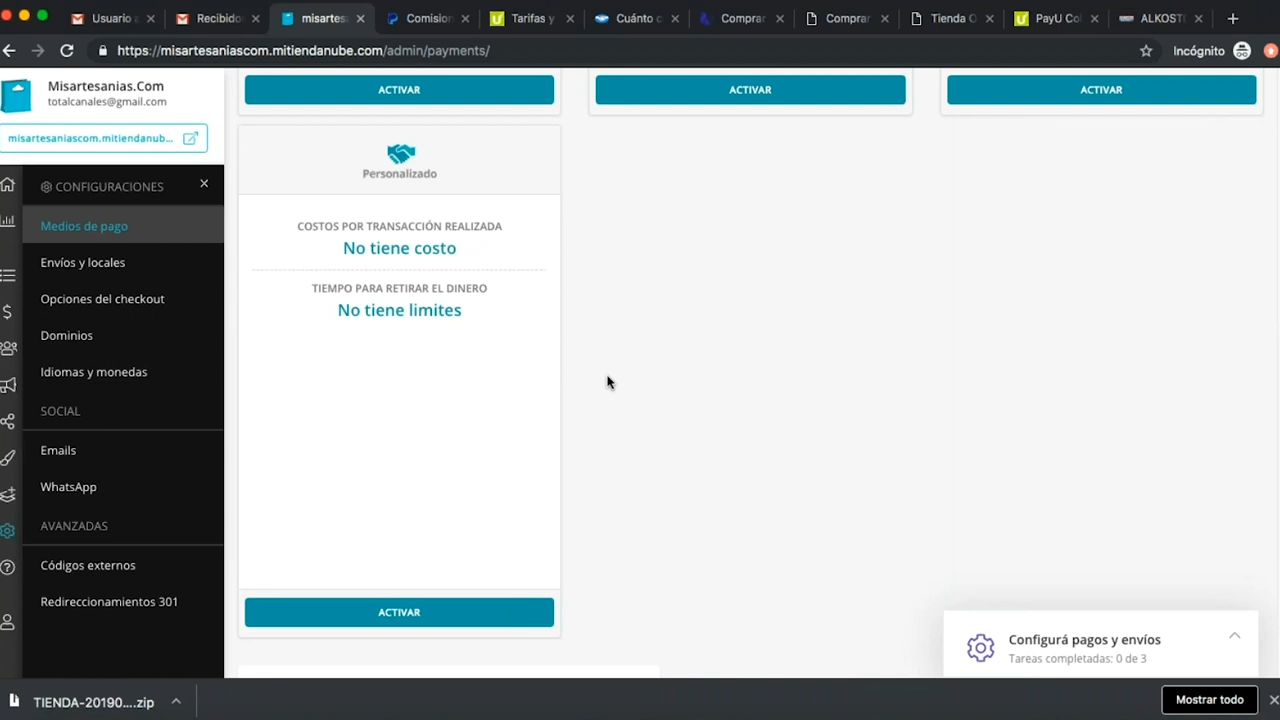 Usuario a
Recibido
misartes
Comision
Tarifas y
Cuánto c
Comprar
Comprar
Tienda O
PayU Col
ALKOST
https://misartesaniascom.mitiendanube.com/admin/payments/
Incógnito
Misartesanias.Com
totalcanales@gmail.com
misartesaniascom.mitiendanub...
CONFIGURACIONES
Medios de pago
Envíos y locales
Opciones del checkout
Dominios
Idiomas y monedas
SOCIAL
Emails
WhatsApp
AVANZADAS
Códigos externos
Redireccionamientos 301
ACTIVAR
ACTIVAR
ACTIVAR
Personalizado
COSTOS POR TRANSACCIÓN REALIZADA
No tiene costo
TIEMPO PARA RETIRAR EL DINERO
No tiene limites
ACTIVAR
Configurá pagos y envíos
Tareas completadas: 0 de 3
TIENDA-20190....zip
Mostrar todo